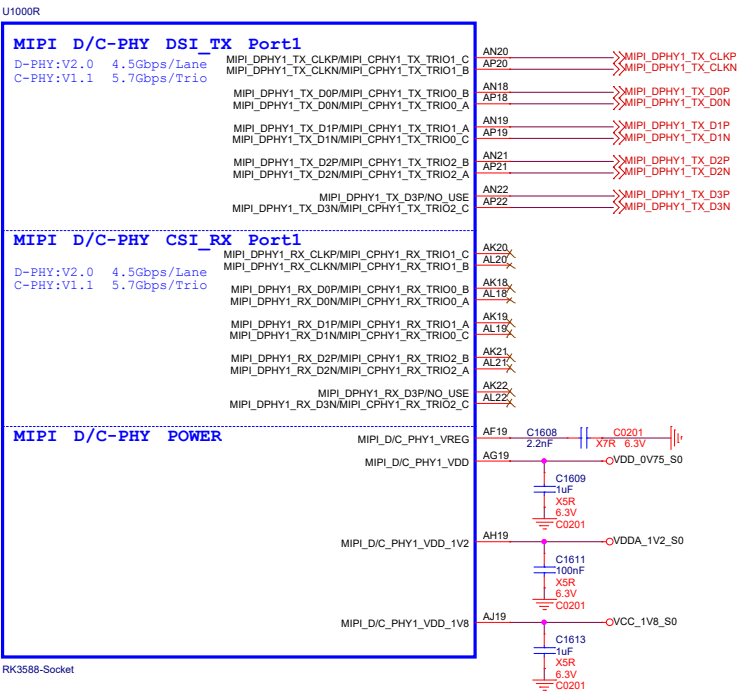 U1000R
MIPI D/C-PHY DSI_TX Port1
D-PHY:V2.0 4.5Gbps/Lane
C-PHY:V1.1 5.7Gbps/Trio
MIPI_DPHY1_TX_CLKP/MIPI_CPHY1_TX_TRIO1_C AN20 MIPI_DPHY1_TX_CLKP
MIPI_DPHY1_TX_CLKN/MIPI_CPHY1_TX_TRIO1_B AP20 MIPI_DPHY1_TX_CLKN
MIPI_DPHY1_TX_D0P/MIPI_CPHY1_TX_TRIO0_B AN18 MIPI_DPHY1_TX_D0P
MIPI_DPHY1_TX_D0N/MIPI_CPHY1_TX_TRIO0_A AP18 MIPI_DPHY1_TX_D0N
MIPI_DPHY1_TX_D1P/MIPI_CPHY1_TX_TRIO1_A AN19 MIPI_DPHY1_TX_D1P
MIPI_DPHY1_TX_D1N/MIPI_CPHY1_TX_TRIO0_C AP19 MIPI_DPHY1_TX_D1N
MIPI_DPHY1_TX_D2P/MIPI_CPHY1_TX_TRIO2_B AN21 MIPI_DPHY1_TX_D2P
MIPI_DPHY1_TX_D2N/MIPI_CPHY1_TX_TRIO2_A AP21 MIPI_DPHY1_TX_D2N
MIPI_DPHY1_TX_D3P/NO_USE AN22 MIPI_DPHY1_TX_D3P
MIPI_DPHY1_TX_D3N/MIPI_CPHY1_TX_TRIO2_C AP22 MIPI_DPHY1_TX_D3N
MIPI D/C-PHY CSI_RX Port1
D-PHY:V2.0 4.5Gbps/Lane
C-PHY:V1.1 5.7Gbps/Trio
MIPI_DPHY1_RX_CLKP/MIPI_CPHY1_RX_TRIO1_C AK20
MIPI_DPHY1_RX_CLKN/MIPI_CPHY1_RX_TRIO1_B AL20
MIPI_DPHY1_RX_D0P/MIPI_CPHY1_RX_TRIO0_B AK18
MIPI_DPHY1_RX_D0N/MIPI_CPHY1_RX_TRIO0_A AL18
MIPI_DPHY1_RX_D1P/MIPI_CPHY1_RX_TRIO1_A AK19
MIPI_DPHY1_RX_D1N/MIPI_CPHY1_RX_TRIO0_C AL19
MIPI_DPHY1_RX_D2P/MIPI_CPHY1_RX_TRIO2_B AK21
MIPI_DPHY1_RX_D2N/MIPI_CPHY1_RX_TRIO2_A AL21
MIPI_DPHY1_RX_D3P/NO_USE AK22
MIPI_DPHY1_RX_D3N/MIPI_CPHY1_RX_TRIO2_C AL22
MIPI D/C-PHY POWER
MIPI_D/C_PHY1_VREG AF19 C1608 C0201
2.2nF X7R 6.3V
MIPI_D/C_PHY1_VDD AG19 VDD_0V75_S0
C1609
1uF
X5R
6.3V
C0201
MIPI_D/C_PHY1_VDD_1V2 AH19 VDDA_1V2_S0
C1611
100nF
X5R
6.3V
C0201
MIPI_D/C_PHY1_VDD_1V8 AJ19 VCC_1V8_S0
C1613
1uF
X5R
6.3V
C0201
RK3588-Socket